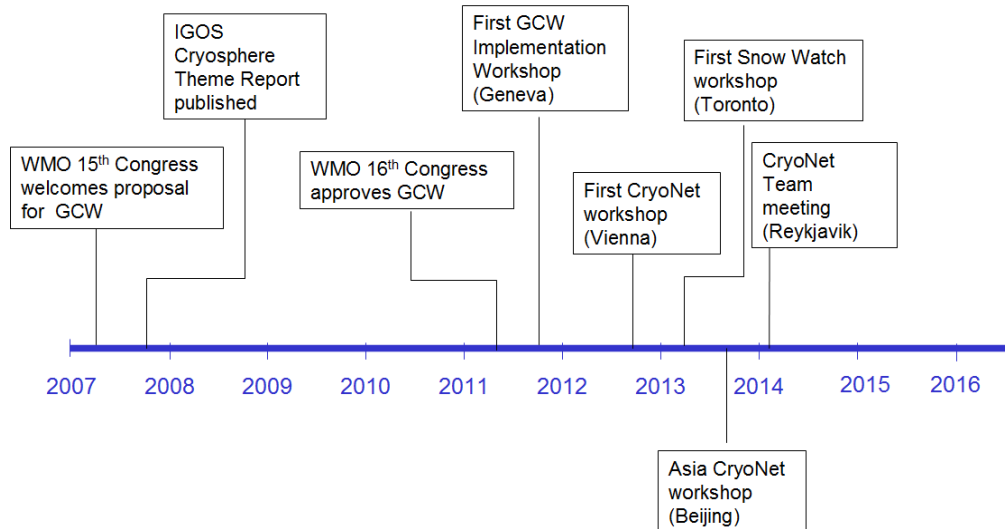 IGOS
Cryosphere
Theme Report
published
First GCW
Implementation
Workshop
(Geneva)
First Snow Watch
workshop
(Toronto)
WMO 15th Congress
welcomes proposal
for GCW
WMO 16th Congress
approves GCW
First CryoNet
workshop
(Vienna)
CryoNet
Team
meeting
(Reykjavik)
2007
2008
2009
2010
2011
2012
2013
2014
2015
2016
Asia CryoNet
workshop
(Beijing)